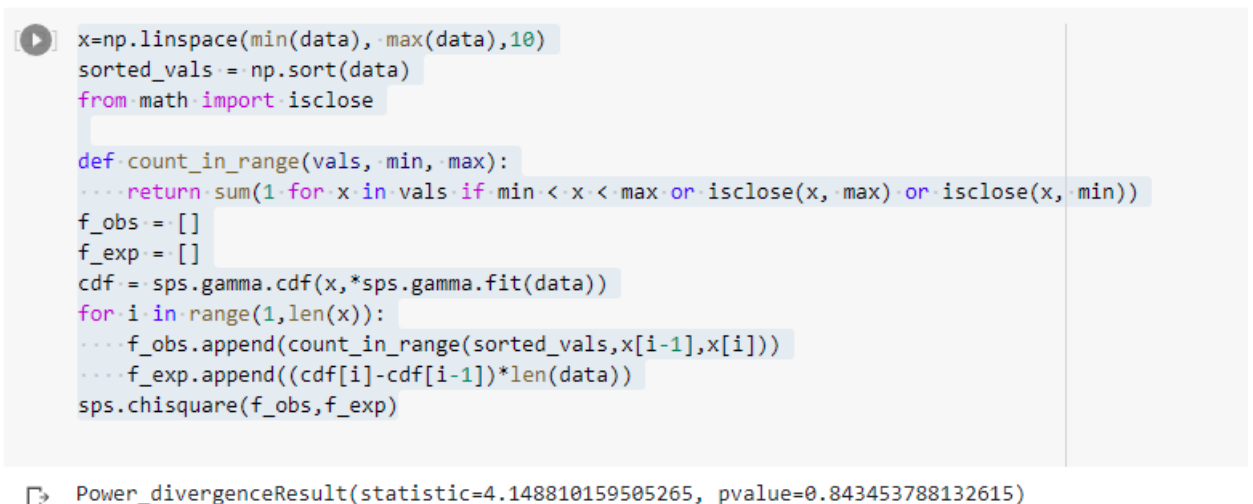 x=np.linspace(min(data), max(data),10)
sorted_vals = np.sort(data)
from math import isclose
def count_in_range(vals, min, max):
    return sum(1 for x in vals if min < x < max or isclose(x, max) or isclose(x, min))
f_obs = []
f_exp = []
cdf = sps.gamma.cdf(x,*sps.gamma.fit(data))
for i in range(1,len(x)):
    f_obs.append(count_in_range(sorted_vals,x[i-1],x[i]))
    f_exp.append((cdf[i]-cdf[i-1])*len(data))
sps.chisquare(f_obs,f_exp)
Power_divergenceResult(statistic=4.148810159505265, pvalue=0.843453788132615)